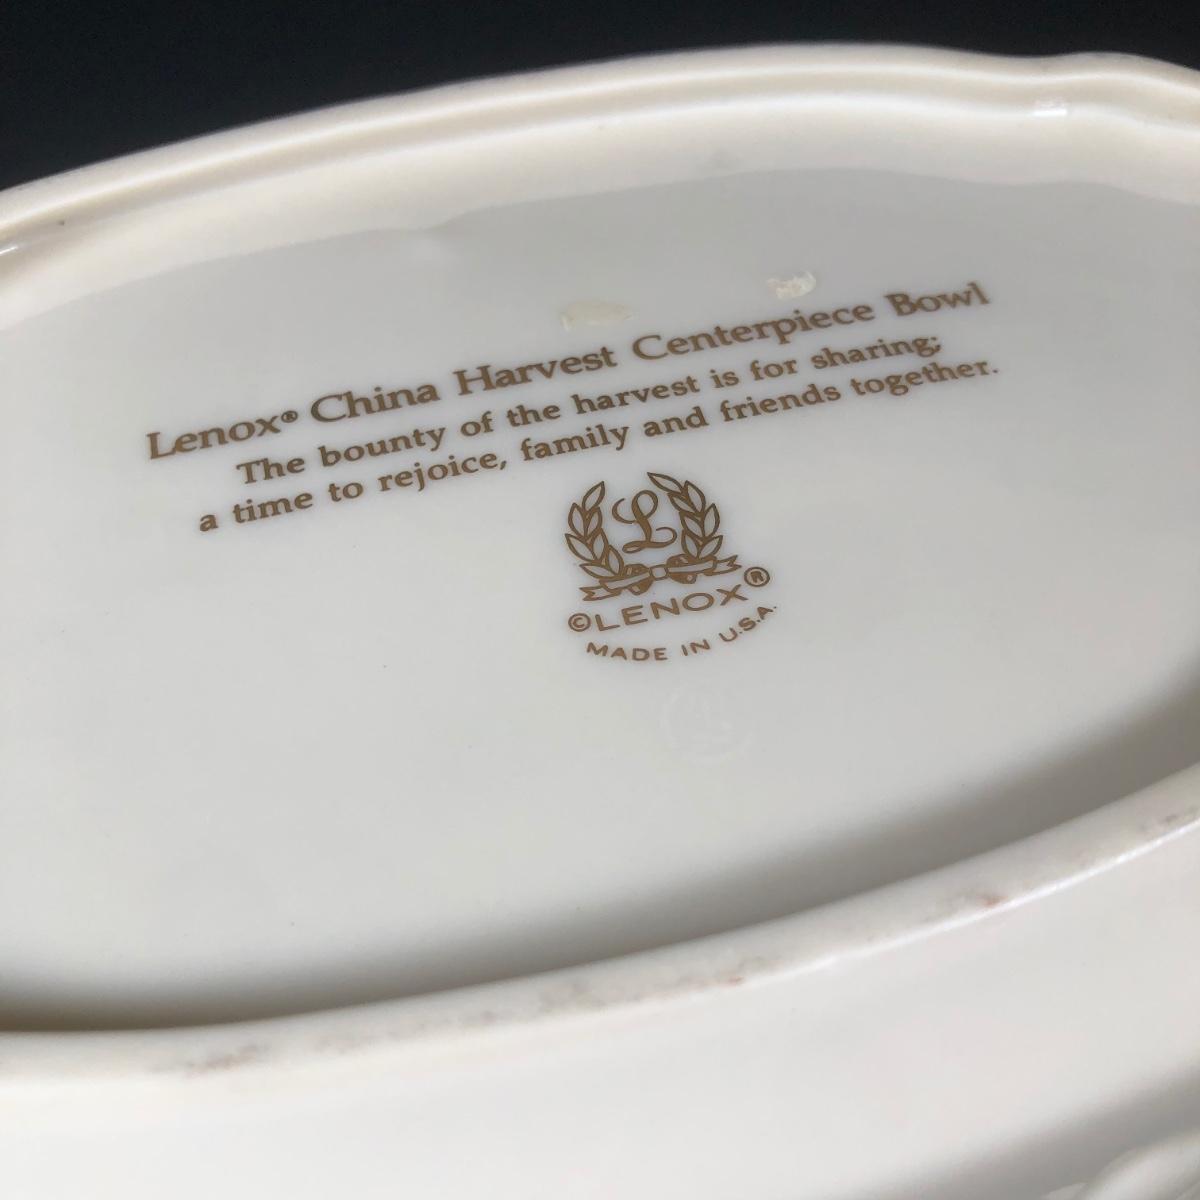 Lenox® China Harvest Centerpiece Bowl
The bounty of the harvest is for sharing;
a time to rejoice, family and friends together.
L
©LENOX®
MADE IN U.S.A.